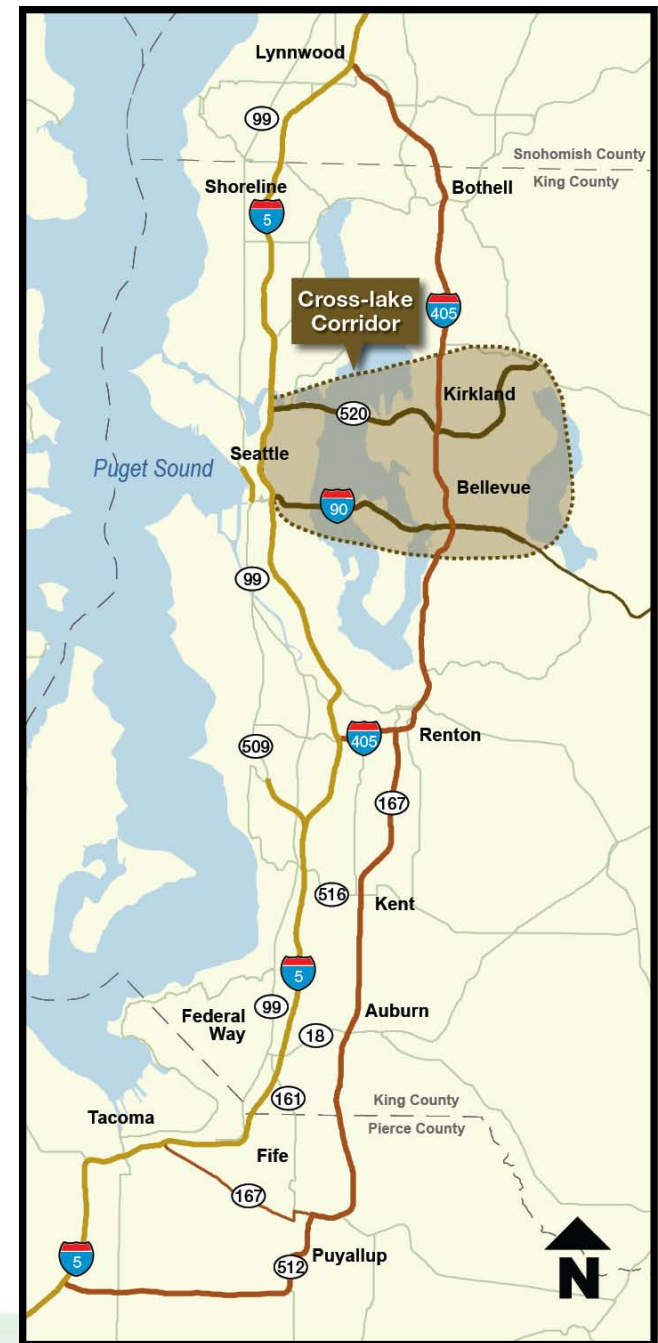 Lynnwood
99
Snohomish County
King County
Shoreline
Bothell
5
Cross-lake
Corridor
405
Kirkland
520
Seattle
Puget Sound
Bellevue
90
99
Renton
405
509
167
516
Kent
5
99
Federal
Way
Auburn
18
161
King County
Pierce County
Tacoma
Fife
167
5
512
Puyallup
N